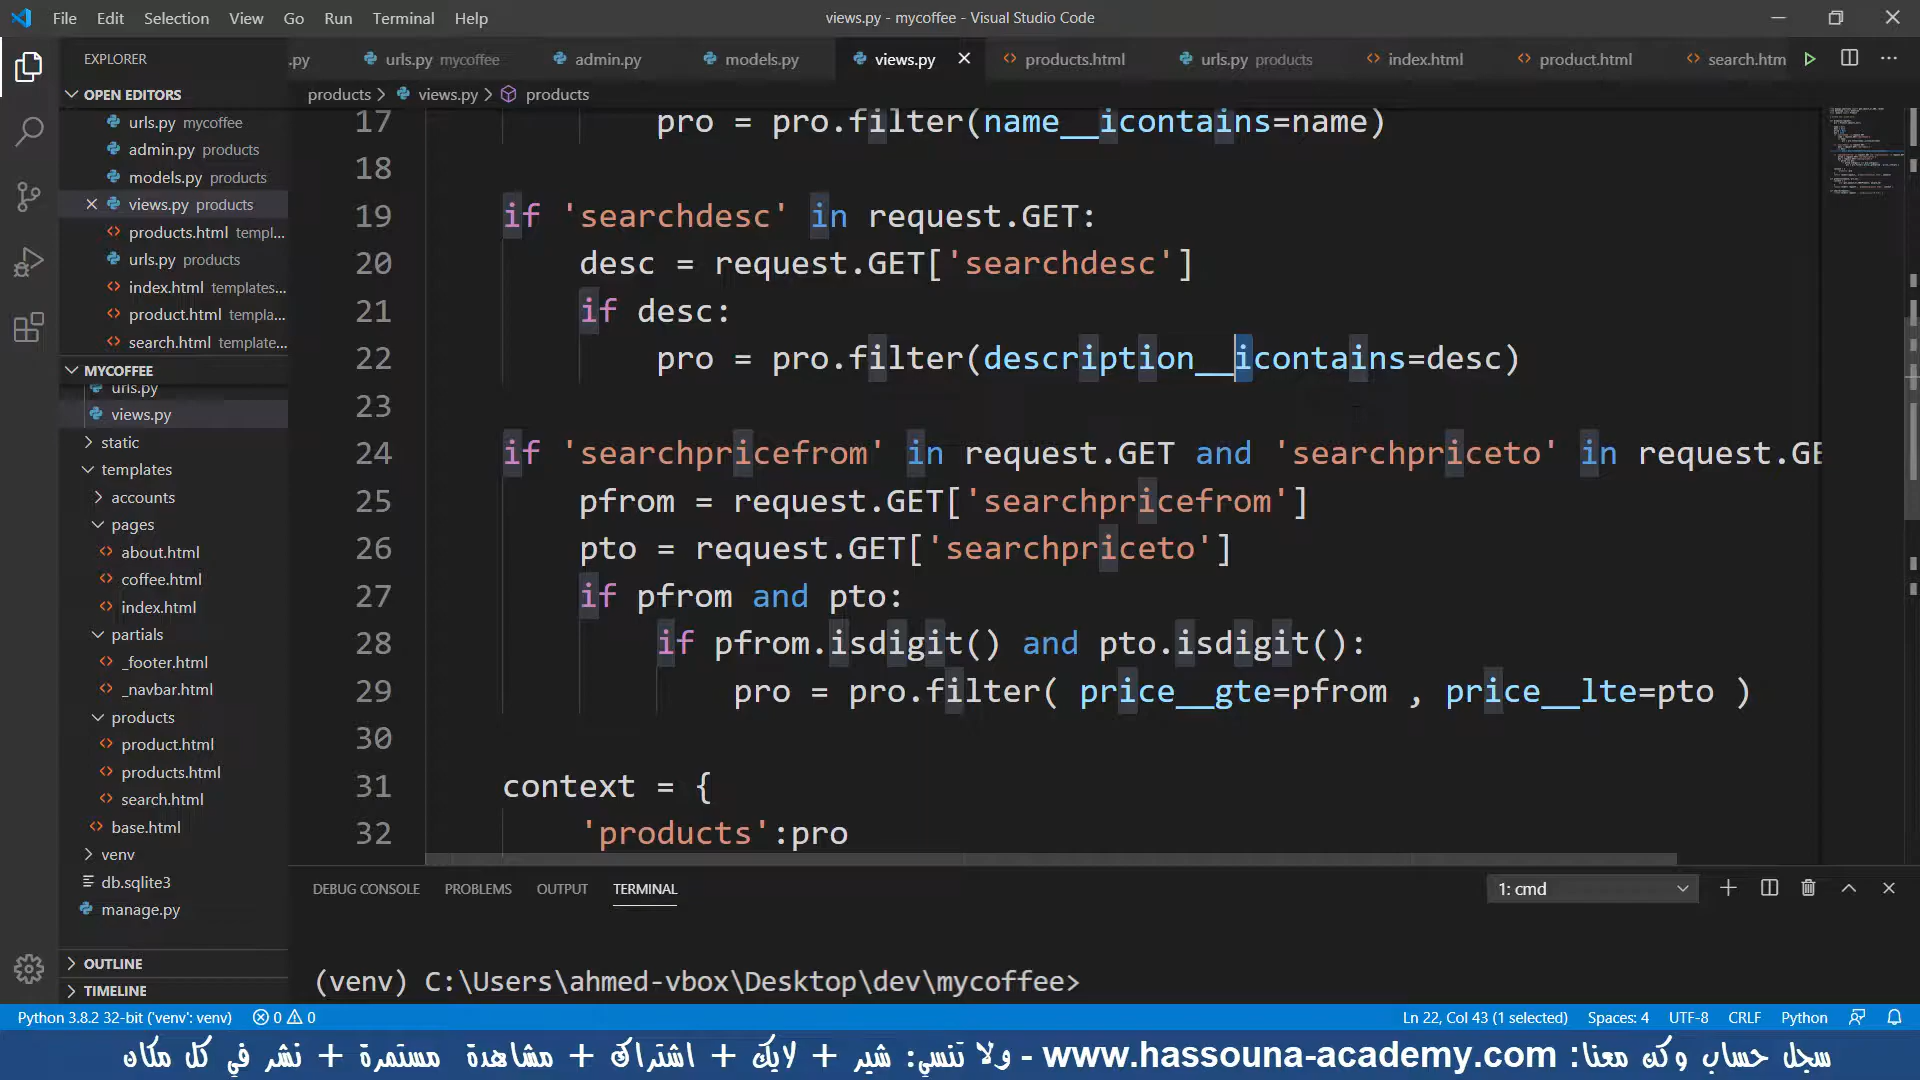 File Edit Selection View Go Run Terminal Help
views.py - mycoffee - Visual Studio Code
EXPLORER
.py
urls.py mycoffee
admin.py
models.py
views.py
products.html
urls.py products
index.html
product.html
search.htm
products > views.py > products
OPEN EDITORS
urls.py mycoffee
admin.py products
models.py products
views.py products
products.html templ...
urls.py products
index.html templates...
product.html templa...
search.html template...
MYCOFFEE
urls.py
views.py
static
templates
accounts
pages
about.html
coffee.html
index.html
partials
_footer.html
_navbar.html
products
product.html
products.html
search.html
base.html
venv
db.sqlite3
manage.py
OUTLINE
TIMELINE
17 pro = pro.filter(name__icontains=name)
18
19 if 'searchdesc' in request.GET:
20 desc = request.GET['searchdesc']
21 if desc:
22 pro = pro.filter(description__icontains=desc)
23
24 if 'searchpricefrom' in request.GET and 'searchpriceto' in request.GE
25 pfrom = request.GET['searchpricefrom']
26 pto = request.GET['searchpriceto']
27 if pfrom and pto:
28 if pfrom.isdigit() and pto.isdigit():
29 pro = pro.filter( price__gte=pfrom , price__lte=pto )
30
31 context = {
32 'products':pro
DEBUG CONSOLE PROBLEMS OUTPUT TERMINAL
1: cmd
(venv) C:\Users\ahmed-vbox\Desktop\dev\mycoffee>
Python 3.8.2 32-bit ('venv': venv) 0 0
Ln 22, Col 43 (1 selected) Spaces: 4 UTF-8 CRLF Python
سجل حساب وكن معنا: www.hassouna-academy.com - ولا تنسي: شير + لايك + اشتراك + مشاهدة مستمرة + نشر في كل مكان